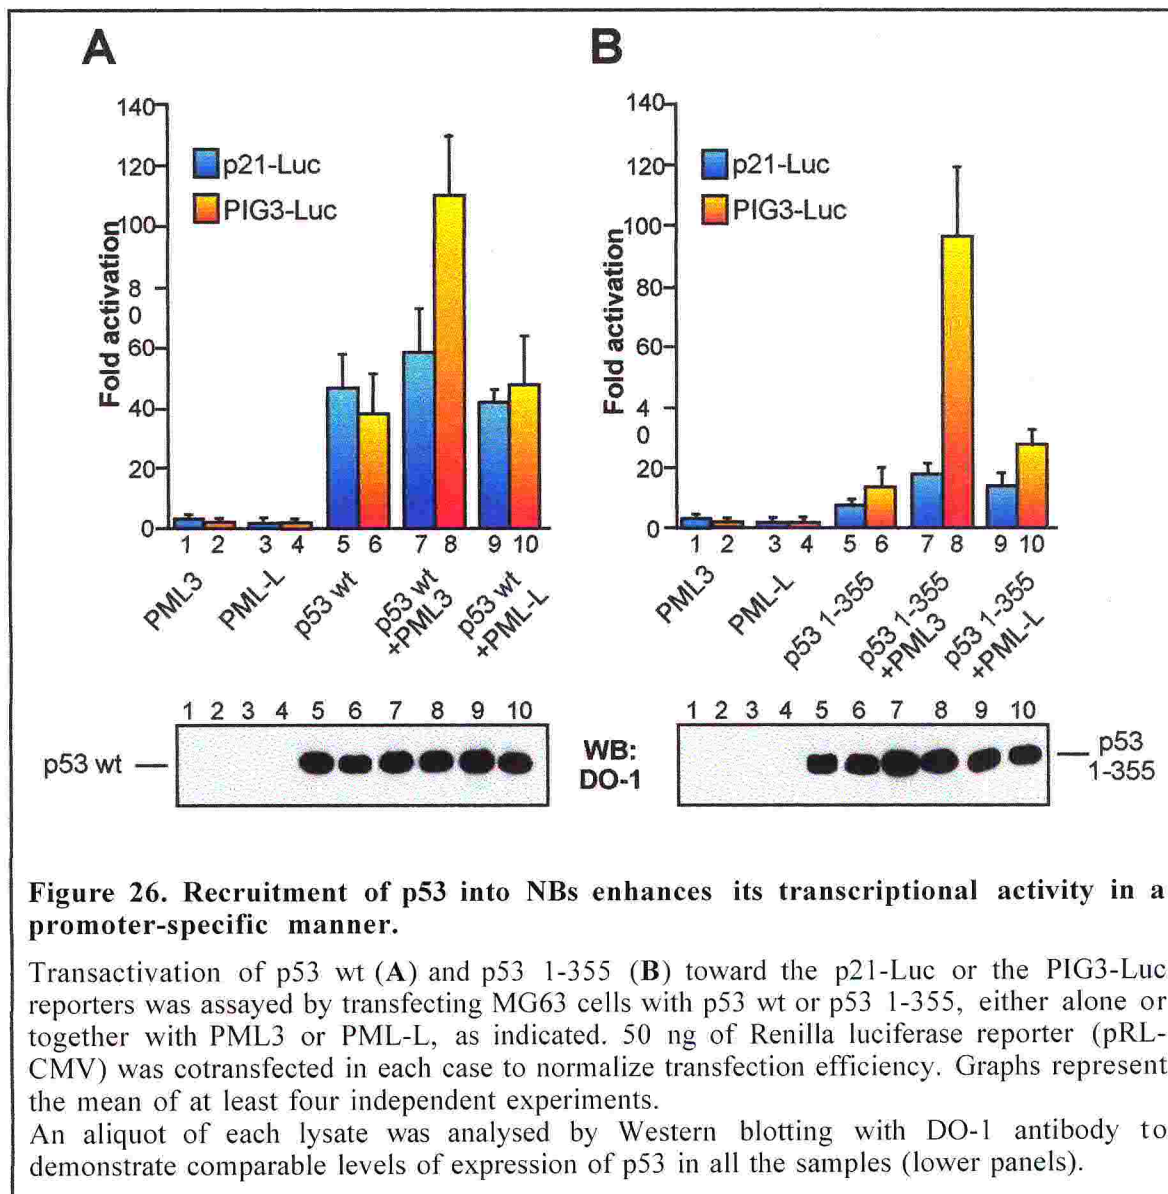 A
B
140
120
100
8
0
60
40
20
0
Fold activation
p21-Luc
PIG3-Luc
1 2 3 4 5 6 7 8 9 10
PML3
PML-L
p53 wt
p53 wt
+PML3
p53 wt
+PML-L
140
120
100
80
60
4
0
20
0
Fold activation
p21-Luc
PIG3-Luc
1 2 3 4 5 6 7 8 9 10
PML3
PML-L
p53 1-355
p53 1-355
+PML3
p53 1-355
+PML-L
1 2 3 4 5 6 7 8 9 10
p53 wt
WB:
DO-1
1 2 3 4 5 6 7 8 9 10
p53
1-355
Figure 26. Recruitment of p53 into NBs enhances its transcriptional activity in a
promoter-specific manner.
Transactivation of p53 wt (A) and p53 1-355 (B) toward the p21-Luc or the PIG3-Luc
reporters was assayed by transfecting MG63 cells with p53 wt or p53 1-355, either alone or
together with PML3 or PML-L, as indicated. 50 ng of Renilla luciferase reporter (pRL-
CMV) was cotransfected in each case to normalize transfection efficiency. Graphs represent
the mean of at least four independent experiments.
An aliquot of each lysate was analysed by Western blotting with DO-1 antibody to
demonstrate comparable levels of expression of p53 in all the samples (lower panels).